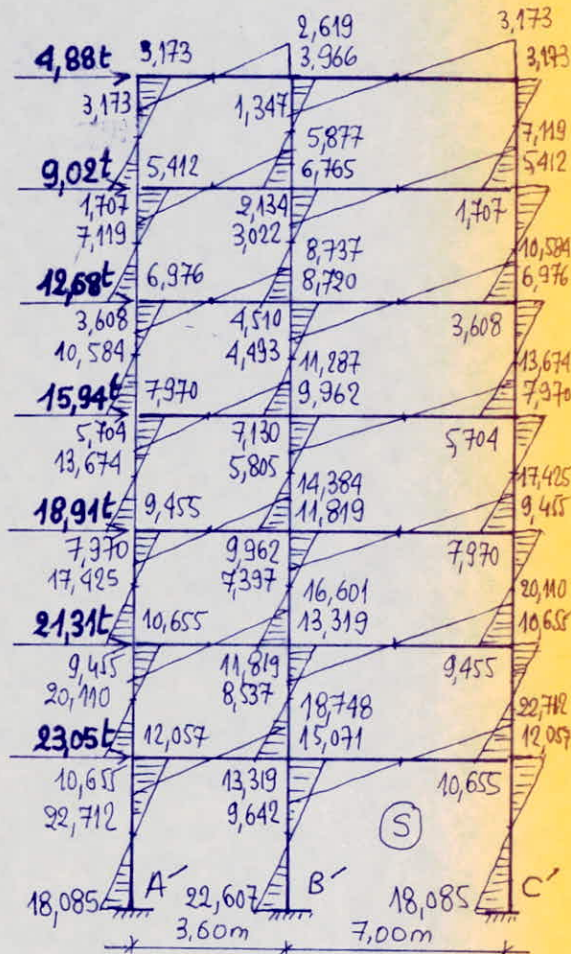 2,619
3,173
4,88t 3,173 3,966 3,173
3,173 1,347 7,119
5,877
9,02t 5,412 6,765 5,412
1,707 2,134 1,707
7,119 3,022 10,584
8,737
12,68t 6,976 8,720 6,976
3,608 4,510 3,608
10,584 4,493 13,674
11,287
15,94t 7,970 9,962 7,970
5,704 7,130 5,704
13,674 5,805 17,425
14,384
18,91t 9,455 11,819 9,455
7,970 9,962 7,970
17,425 7,397 20,110
16,601
21,31t 10,655 13,319 10,655
9,455 11,819 9,455
20,110 8,537 22,712
18,748
23,05t 12,057 15,071 12,057
10,655 13,319 10,655
22,712 9,642
S
A´ B´ C´
18,085 22,607 18,085
3,60m 7,00m